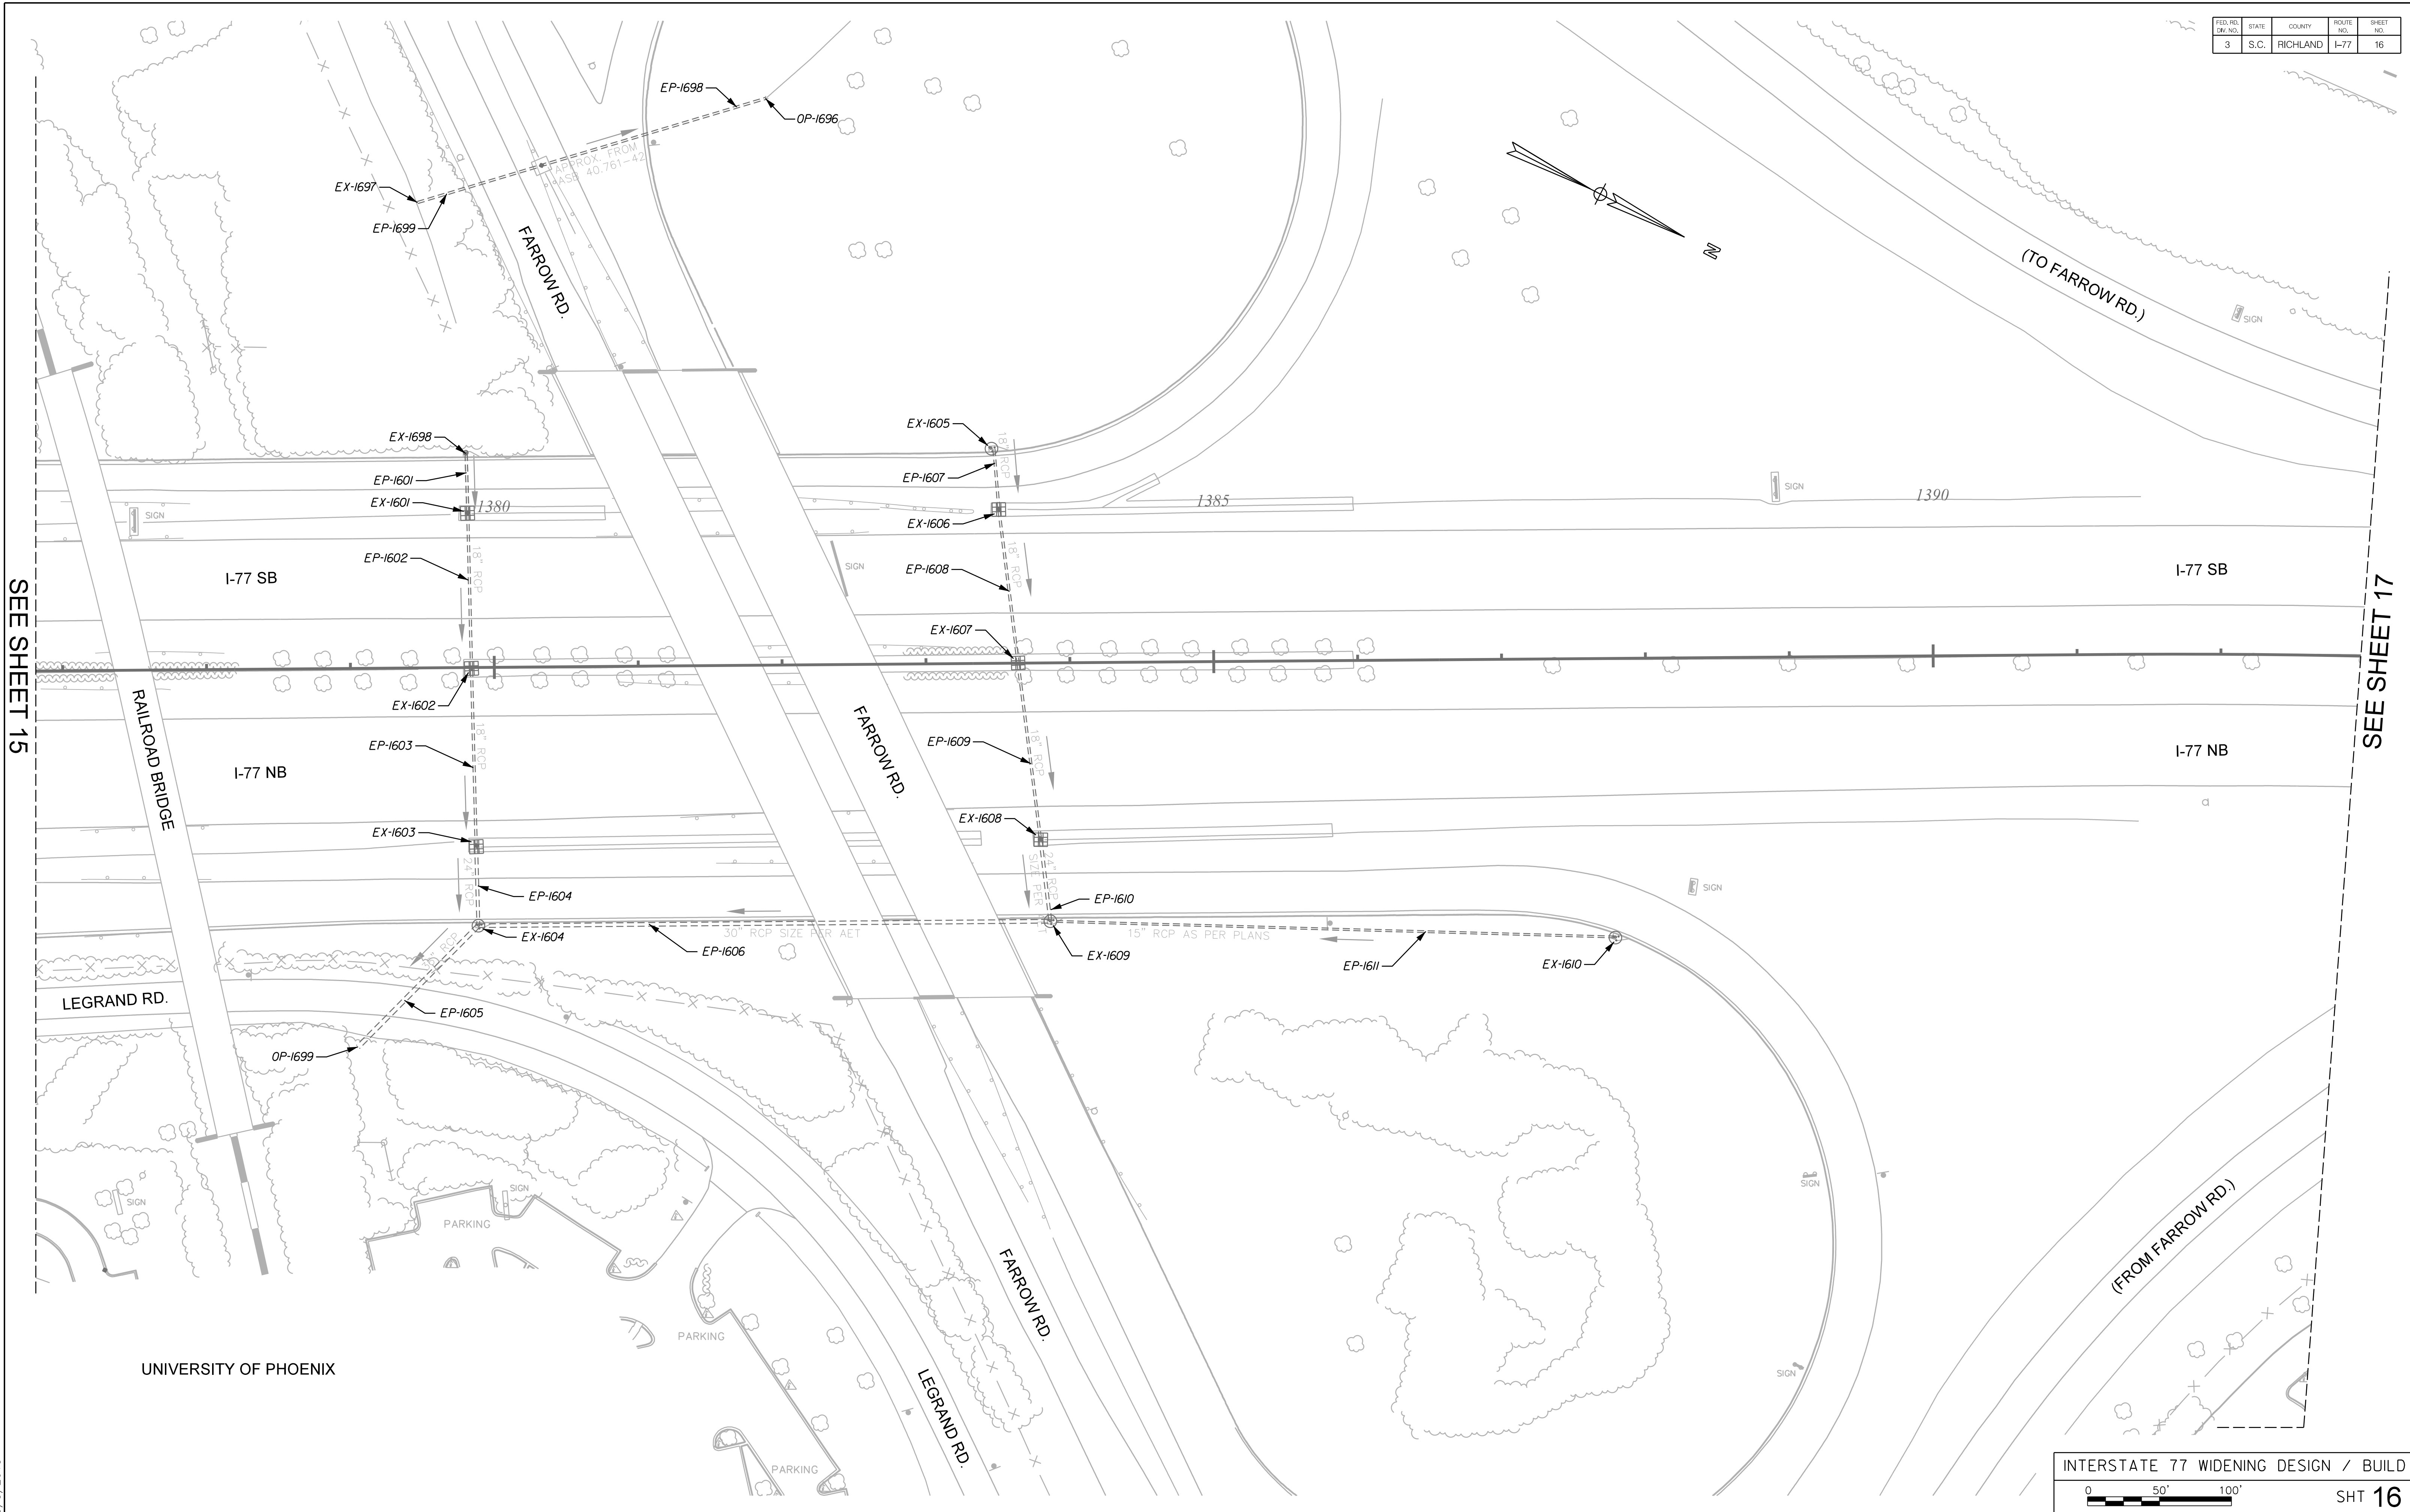 FED. RD. DIV. NO.
STATE
COUNTY
ROUTE NO.
SHEET NO.
3
S.C.
RICHLAND
I-77
16
EP-1698
OP-1696
APPROX. FROM
ASB 40.761-42
EX-1697
EP-1699
FARROW RD.
N
(TO FARROW RD.)
SIGN
EX-1698
EX-1605
18" RCP
EP-1601
EP-1607
EX-1601
1380
SIGN
EX-1606
1385
SIGN
1390
EP-1602
18" RCP
SIGN
EP-1608
18" RCP
I-77 SB
I-77 SB
SEE SHEET 15
SEE SHEET 17
EX-1607
EX-1602
RAILROAD BRIDGE
FARROW RD.
EP-1603
18" RCP
EP-1609
18" RCP
I-77 NB
I-77 NB
EX-1603
EX-1608
24" RCP
24" RCP
SIZE PER
EP-1604
EP-1610
SIGN
EX-1604
30" RCP SIZE PER AET
EP-1606
EX-1609
15" RCP AS PER PLANS
EP-1611
EX-1610
RCP
LEGRAND RD.
EP-1605
OP-1699
SIGN
SIGN
SIGN
PARKING
FARROW RD.
(FROM FARROW RD.)
PARKING
SIGN
UNIVERSITY OF PHOENIX
LEGRAND RD.
PARKING
INTERSTATE 77 WIDENING DESIGN / BUILD
0 50' 100'
SHT 16